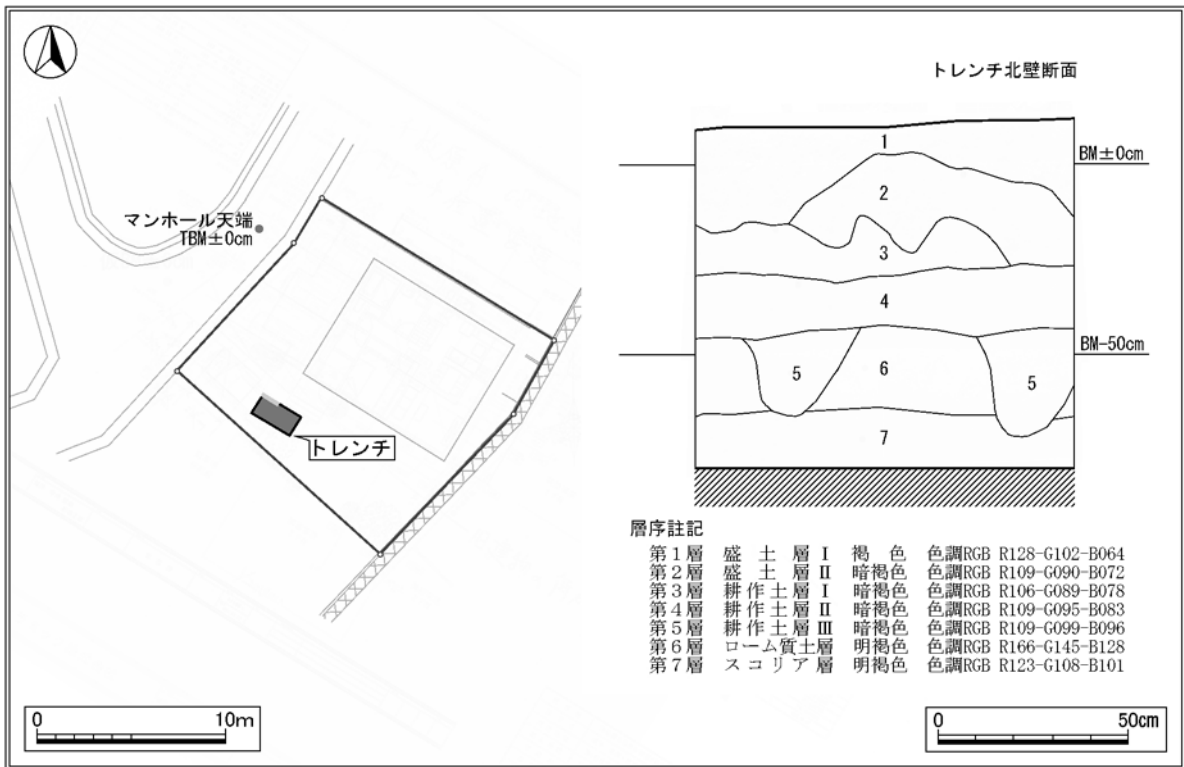 トレンチ北壁断面
マンホール天端
TBM±0cm
トレンチ
BM±0cm
BM-50cm
1
2
3
4
5
6
5
7
層序註記
第1層 盛土層Ⅰ 褐色 色調RGB R128-G102-B064
第2層 盛土層Ⅱ 暗褐色 色調RGB R109-G090-B072
第3層 耕作土層Ⅰ 暗褐色 色調RGB R106-G089-B078
第4層 耕作土層Ⅱ 暗褐色 色調RGB R109-G095-B083
第5層 耕作土層Ⅲ 暗褐色 色調RGB R109-G099-B096
第6層 ローム質土層 明褐色 色調RGB R166-G145-B128
第7層 スコリア層 明褐色 色調RGB R123-G108-B101
0 10m
0 50cm